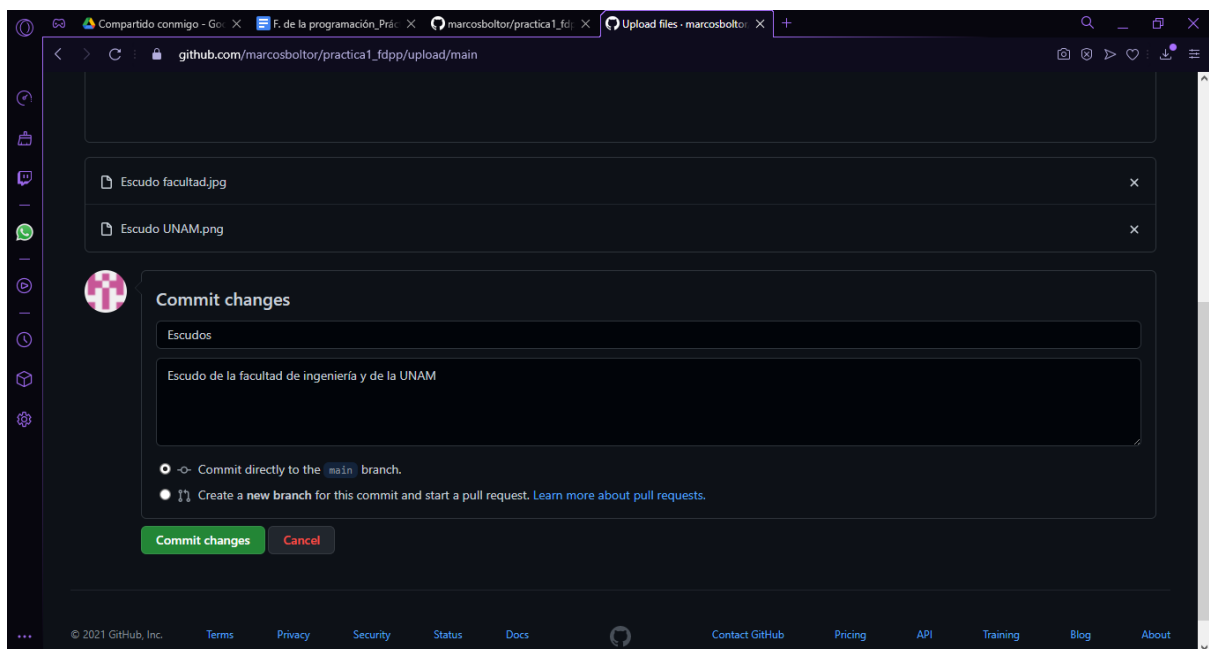 Compartido conmigo - Goo
F. de la programación_Prác
marcosboltor/practica1_fdp
Upload files · marcosboltor
github.com/marcosboltor/practica1_fdpp/upload/main
Escudo facultad.jpg
Escudo UNAM.png
Commit changes
Escudos
Escudo de la facultad de ingeniería y de la UNAM
Commit directly to the main branch.
Create a new branch for this commit and start a pull request. Learn more about pull requests.
Commit changes Cancel
© 2021 GitHub, Inc. Terms Privacy Security Status Docs Contact GitHub Pricing API Training Blog About